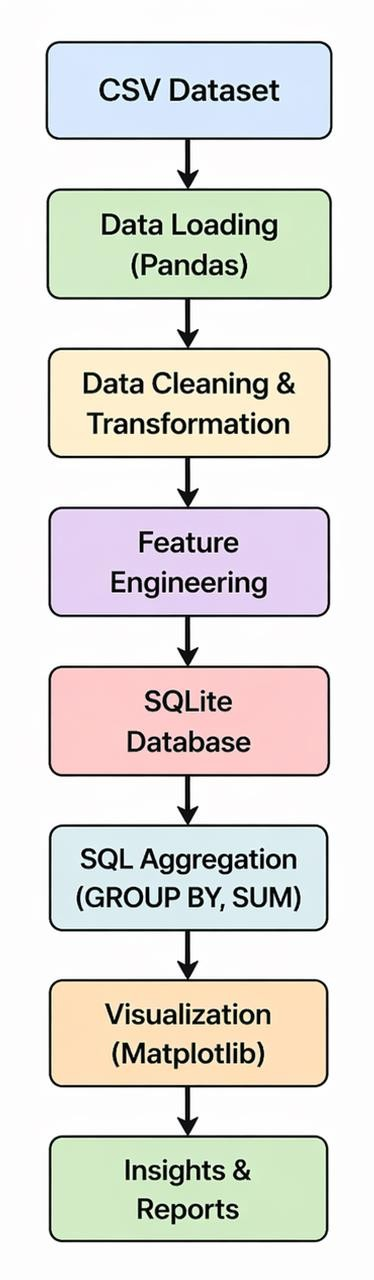 CSV Dataset
Data Loading
(Pandas)
Data Cleaning &
Transformation
Feature
Engineering
SQLite
Database
SQL Aggregation
(GROUP BY, SUM)
Visualization
(Matplotlib)
Insights &
Reports